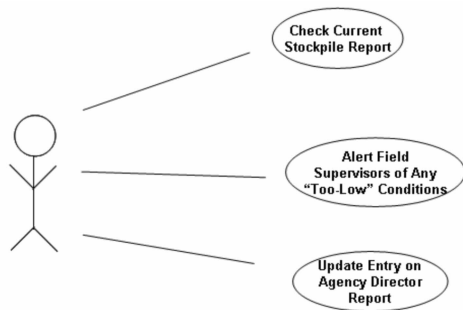 Check Current
Stockpile Report
Alert Field
Supervisors of Any
“Too-Low” Conditions
Update Entry on
Agency Director
Report